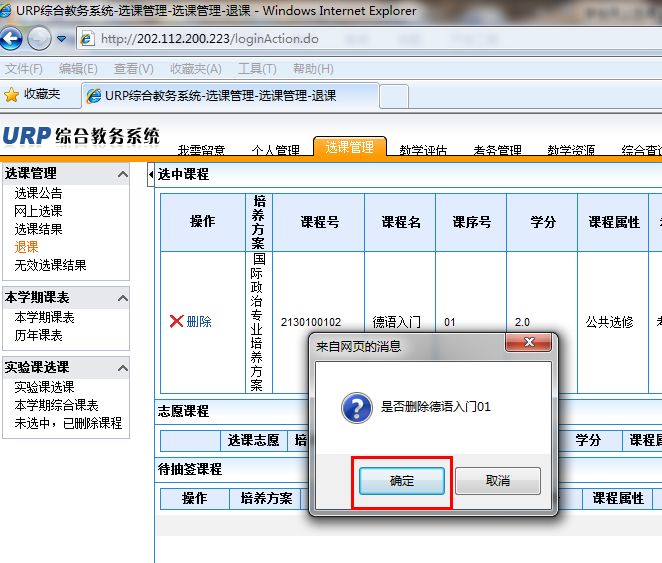 URP综合教务系统-选课管理-选课管理-退课 - Windows Internet Explorer
http://202.112.200.223/loginAction.do
文件(F) 编辑(E) 查看(V) 收藏夹(A) 工具(T) 帮助(H)
收藏夹 URP综合教务系统-选课管理-选课管理-退课
URP 综合教务系统
我需留意 个人管理 选课管理 教学评估 考务管理 教学资源 综合查询
选课管理
选课公告
网上选课
选课结果
退课
无效选课结果
本学期课表
本学期课表
历年课表
实验课选课
实验课选课
本学期综合课表
未选中，已删除课程
选中课程
操作 培养方案 课程号 课程名 课序号 学分 课程属性
删除 国际政治专业培养方案 2130100102 德语入门 01 2.0 公共选修
志愿课程
选课志愿 培 学分 课程属
待抽签课程
操作 培养方案 课程属性
来自网页的消息
是否删除德语入门01
确定 取消